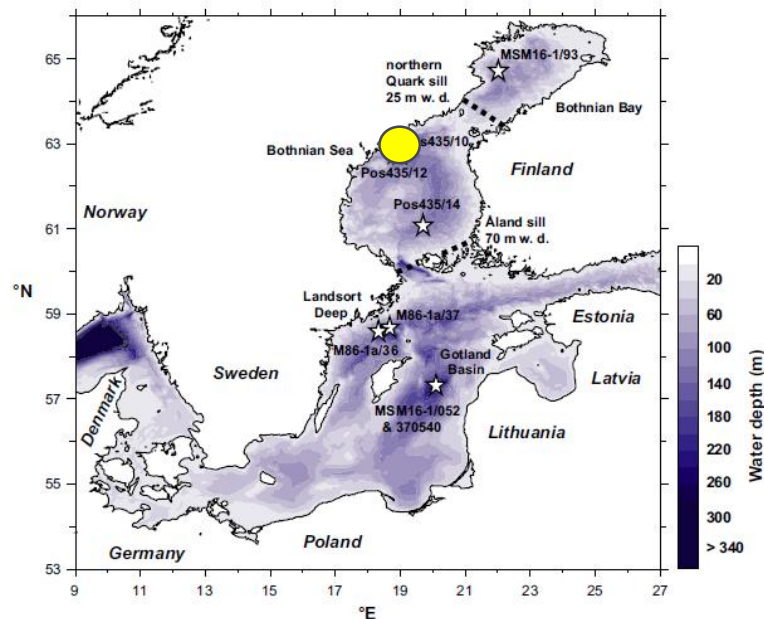 MSM16-1/93
northern
Quark sill
25 m w. d.
Bothnian Bay
Bothnian Sea
435/10
Pos435/12
Finland
Pos435/14
Norway
Åland sill
70 m w. d.
Landsort
Deep
M86-1a/37
Estonia
M86-1a/36
Gotland
Basin
Sweden
Latvia
Denmark
MSM16-1/052
& 370540
Lithuania
Poland
Germany
65
63
61
°N
59
57
55
53
9 11 13 15 17 19 21 23 25 27
°E
20
60
100
140
180
220
260
300
> 340
Water depth (m)